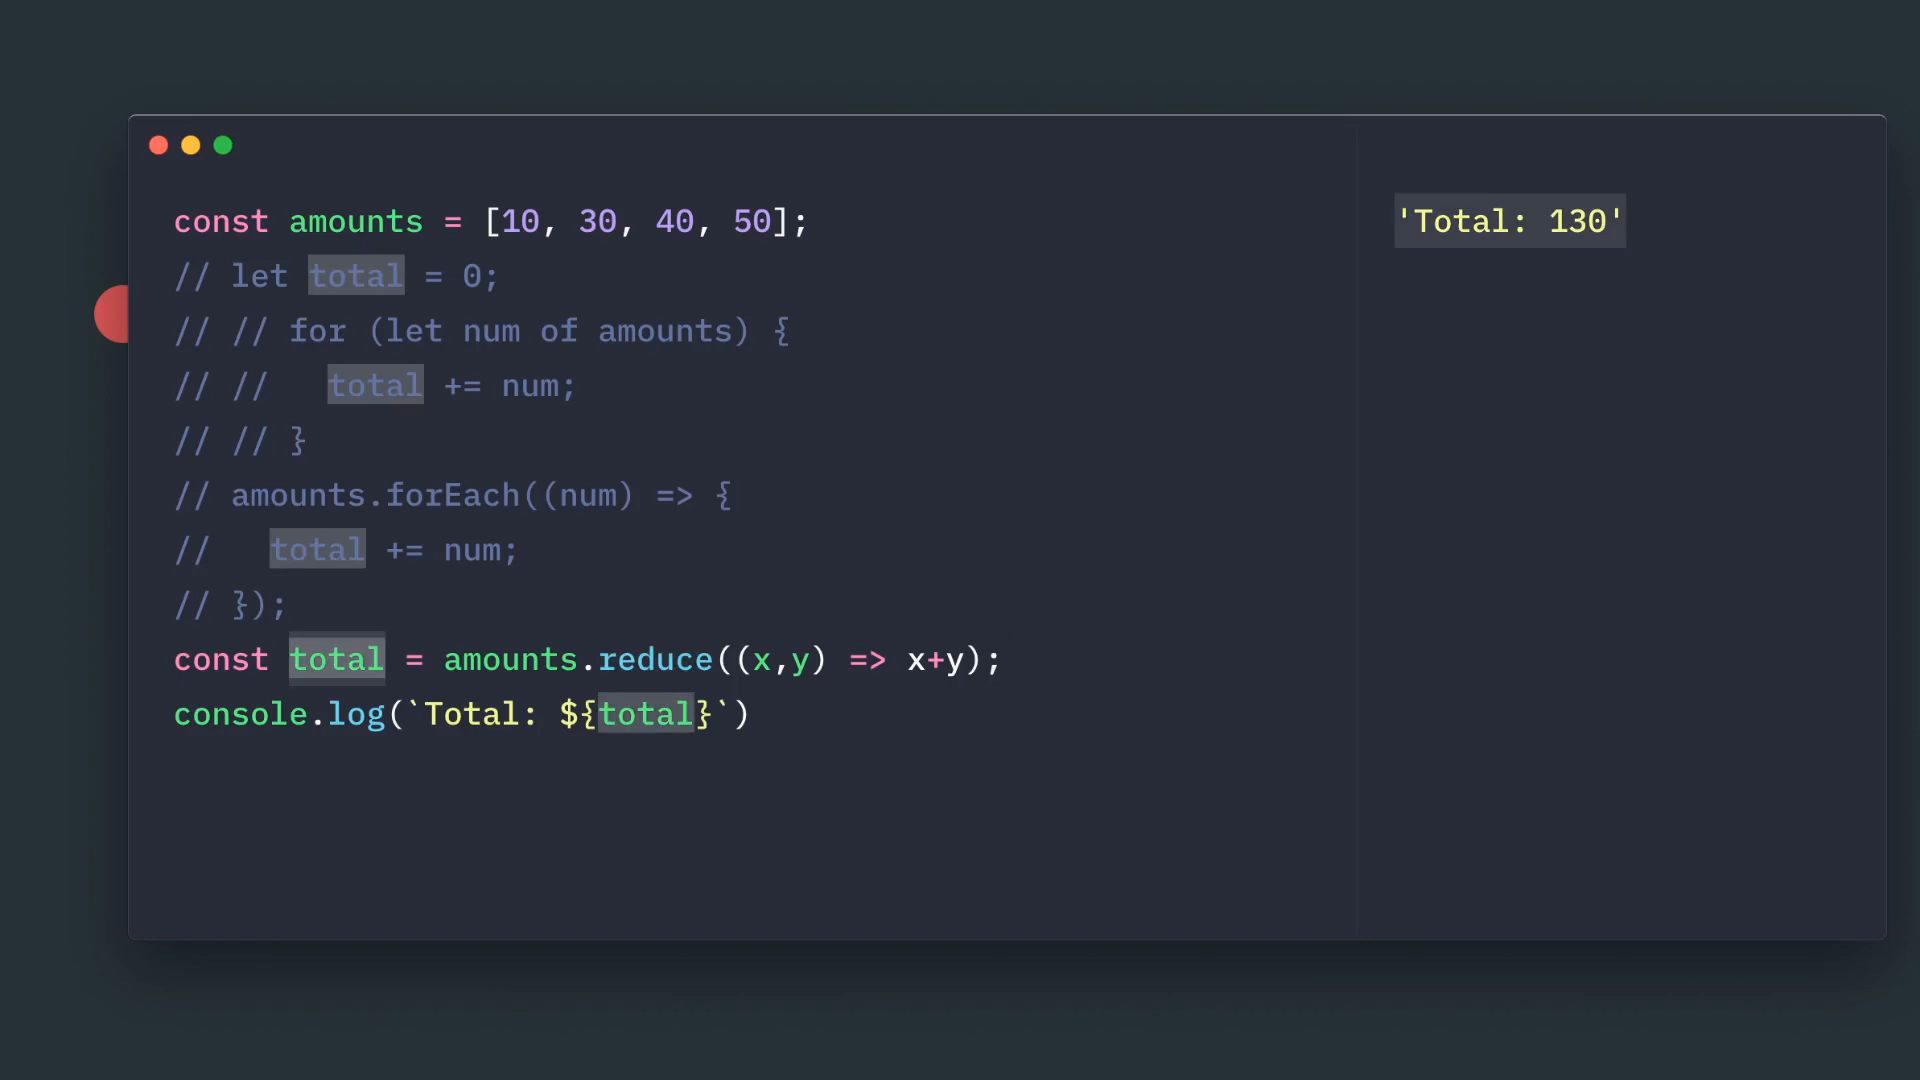 const amounts = [10, 30, 40, 50];
// let total = 0;
// // for (let num of amounts) {
// //   total += num;
// // }
// amounts.forEach((num) => {
//   total += num;
// });
const total = amounts.reduce((x,y) => x+y);
console.log(`Total: ${total}`)
'Total: 130'